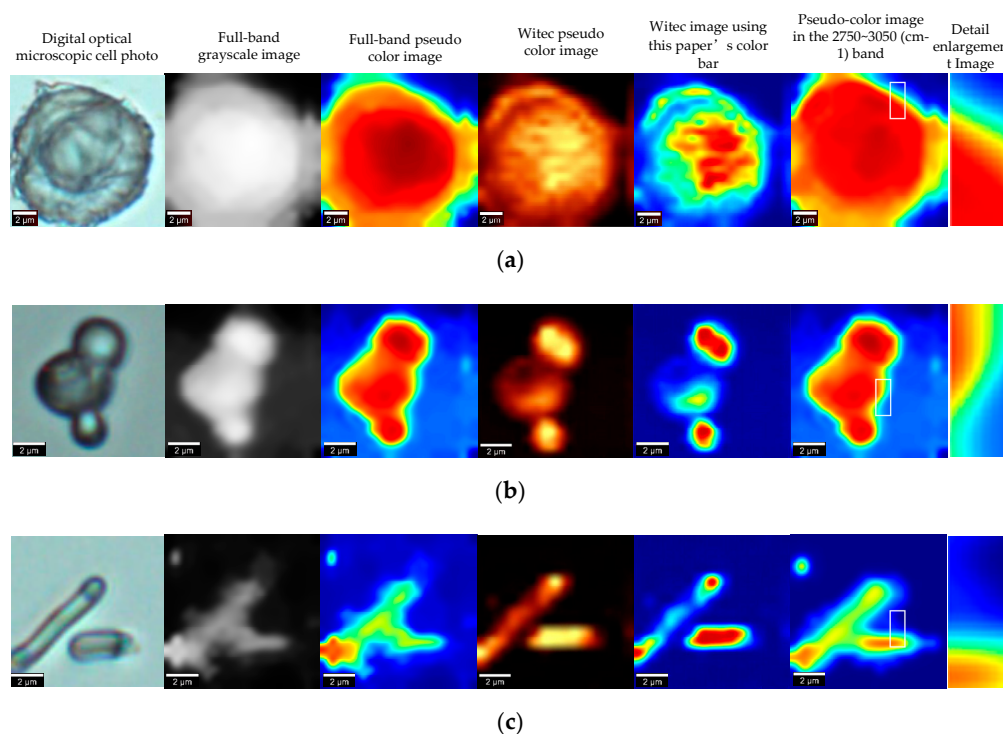 Digital optical
microscopic cell photo
Full-band
grayscale image
Full-band pseudo
color image
Witec pseudo
color image
Witec image using
this paper’s color
bar
Pseudo-color image
in the 2750~3050 (cm-
1) band
Detail
enlargemen
t Image
2 µm
2 µm
2 µm
2 µm
2 µm
2 µm
(a)
2 µm
2 µm
2 µm
2 µm
2 µm
2 µm
(b)
2 µm
2 µm
2 µm
2 µm
2 µm
2 µm
(c)